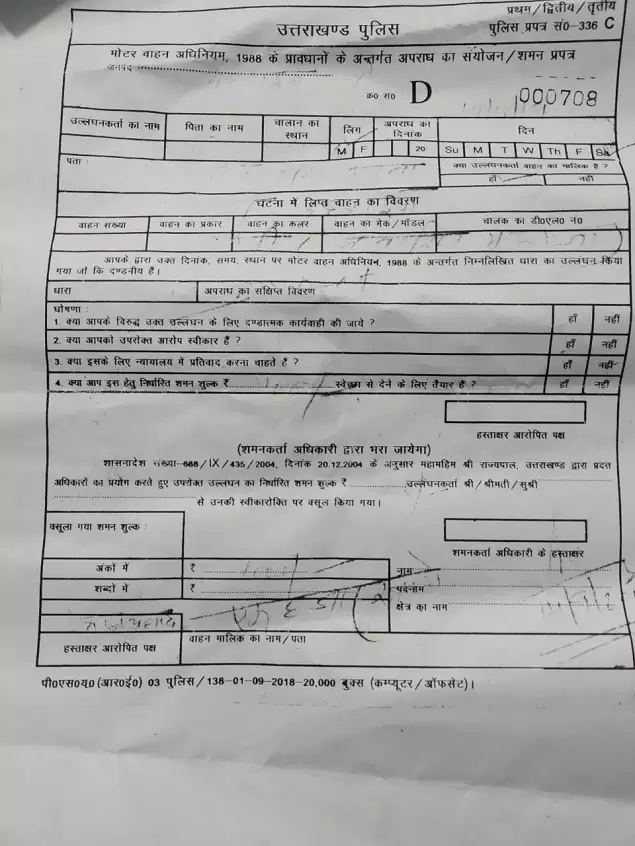 प्रथम/द्वितीय/तृतीय
उत्तराखण्ड पुलिस
पुलिस प्रपत्र सं0-336 C
मोटर वाहन अधिनियम, 1988 के प्रावधानों के अन्तर्गत अपराध का संयोजन/शमन प्रपत्र
जनपद
क्र0 सं0 D 000708
उल्लंघनकर्ता का नाम पिता का नाम चालान का स्थान लिंग अपराध का दिनांक दिन
M F 20 Su M T W Th F Sa
पता : क्या उल्लंघनकर्ता वाहन का मालिक है ?
हाँ नहीं
घटना में लिप्त वाहन का विवरण
वाहन संख्या वाहन का प्रकार वाहन का कलर वाहन का मेक/मॉडल चालक का डी0एल0 न0
आपके द्वारा उक्त दिनांक, समय, स्थान पर मोटर वाहन अधिनियम, 1988 के अन्तर्गत निम्नलिखित धारा का उल्लंघन किया
गया जो कि दण्डनीय है।
धारा अपराध का संक्षिप्त विवरण
घोषणा :
1. क्या आपके विरुद्ध उक्त उल्लंघन के लिए दण्डात्मक कार्यवाही की जाये ? हाँ नहीं
2. क्या आपको उपरोक्त आरोप स्वीकार हैं ? हाँ नहीं
3. क्या इसके लिए न्यायालय में प्रतिवाद करना चाहते हैं ? हाँ नहीं
4. क्या आप इस हेतु निर्धारित शमन शुल्क ₹ स्वेच्छा से देने के लिए तैयार हैं ? हाँ नहीं
हस्ताक्षर आरोपित पक्ष
(शमनकर्ता अधिकारी द्वारा भरा जायेगा)
शासनादेश संख्या-688/IX/435/2004, दिनांक 20.12.2004 के अनुसार महामहिम श्री राज्यपाल, उत्तराखण्ड द्वारा प्रदत्त
अधिकारों का प्रयोग करते हुए उपरोक्त उल्लंघन का निर्धारित शमन शुल्क ₹ उल्लंघनकर्ता श्री/श्रीमती/सुश्री
से उनकी स्वीकारोक्ति पर वसूल किया गया।
वसूला गया शमन शुल्क :
शमनकर्ता अधिकारी के हस्ताक्षर
अंकों में ₹ नाम
शब्दों में ₹ पदनाम
क्षेत्र का नाम
हस्ताक्षर आरोपित पक्ष वाहन मालिक का नाम/पता
पी0एस0यू0 (आर0ई0) 03 पुलिस/138-01-09-2018-20,000 बुक्स (कम्प्यूटर/ऑफसेट)।